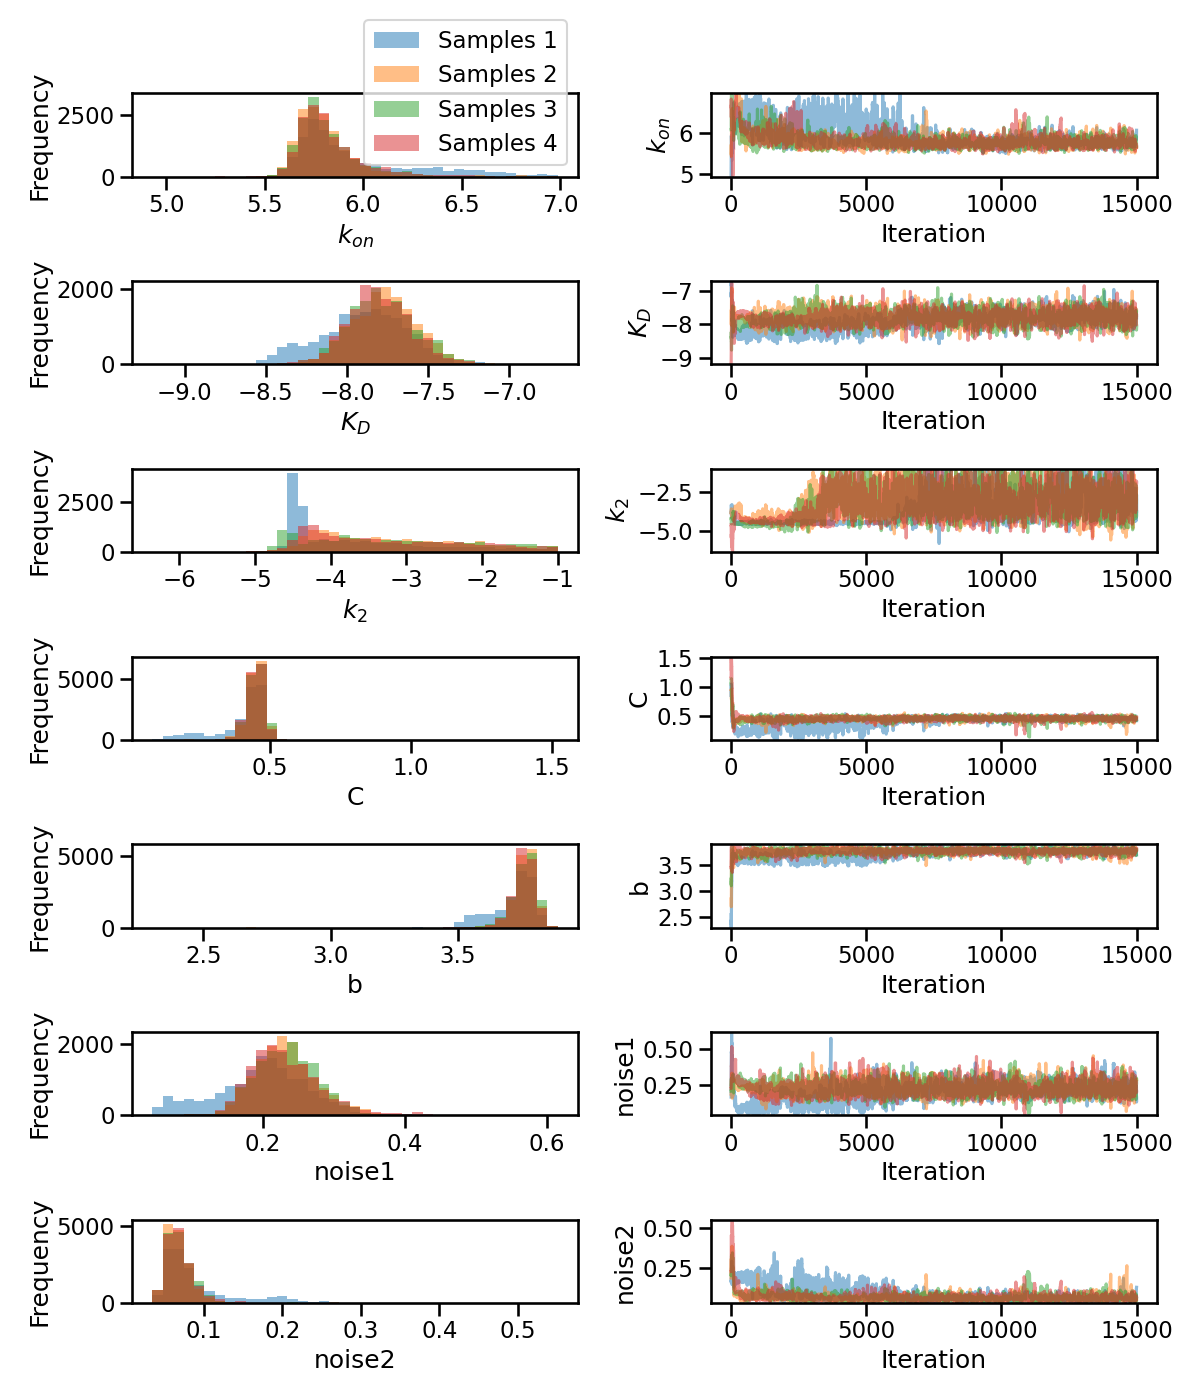 Samples 1
Samples 2
Samples 3
Samples 4
Frequency
2500
0
5.0 5.5 6.0 6.5 7.0
k_on
k_on
6
5
0 5000 10000 15000
Iteration
Frequency
2000
0
−9.0 −8.5 −8.0 −7.5 −7.0
K_D
K_D
−7
−8
−9
0 5000 10000 15000
Iteration
Frequency
2500
0
−6 −5 −4 −3 −2 −1
k_2
k_2
−2.5
−5.0
0 5000 10000 15000
Iteration
Frequency
5000
0
0.5 1.0 1.5
C
C
1.5
1.0
0.5
0 5000 10000 15000
Iteration
Frequency
5000
0
2.5 3.0 3.5
b
b
3.5
3.0
2.5
0 5000 10000 15000
Iteration
Frequency
2000
0
0.2 0.4 0.6
noise1
noise1
0.50
0.25
0 5000 10000 15000
Iteration
Frequency
5000
0
0.1 0.2 0.3 0.4 0.5
noise2
noise2
0.50
0.25
0 5000 10000 15000
Iteration